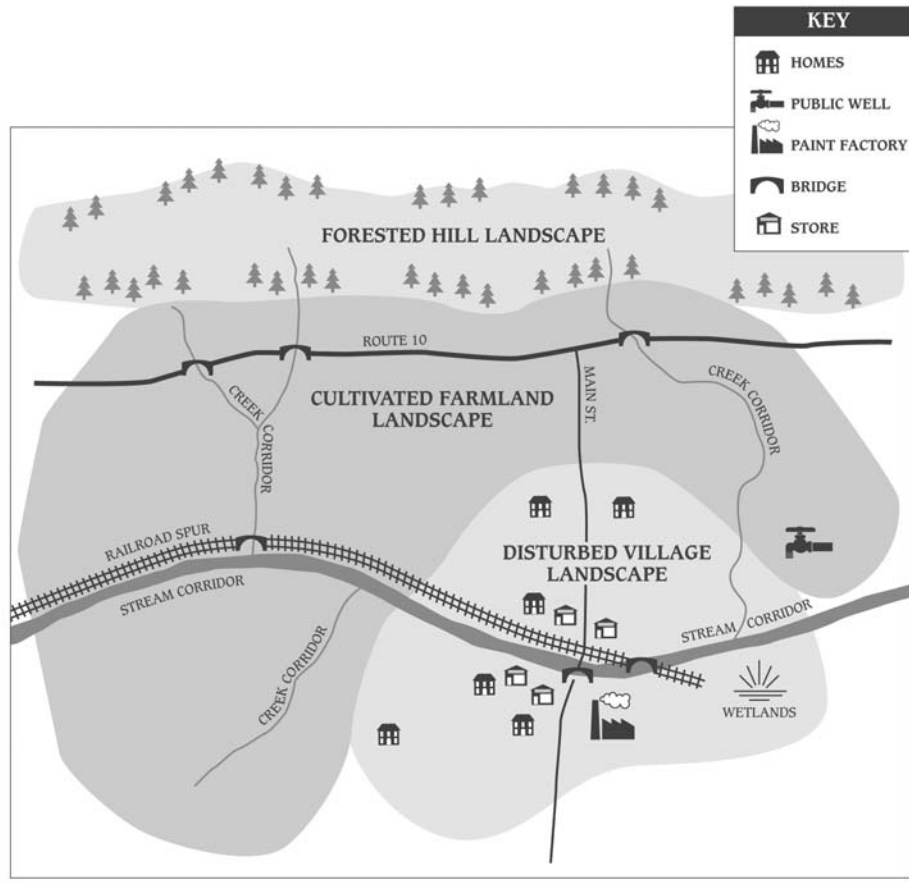 KEY
HOMES
PUBLIC WELL
PAINT FACTORY
BRIDGE
STORE
FORESTED HILL LANDSCAPE
ROUTE 10
CREEK
CORRIDOR
CULTIVATED FARMLAND
LANDSCAPE
MAIN ST.
CREEK CORRIDOR
RAILROAD SPUR
STREAM CORRIDOR
DISTURBED VILLAGE
LANDSCAPE
STREAM CORRIDOR
CREEK CORRIDOR
WETLANDS